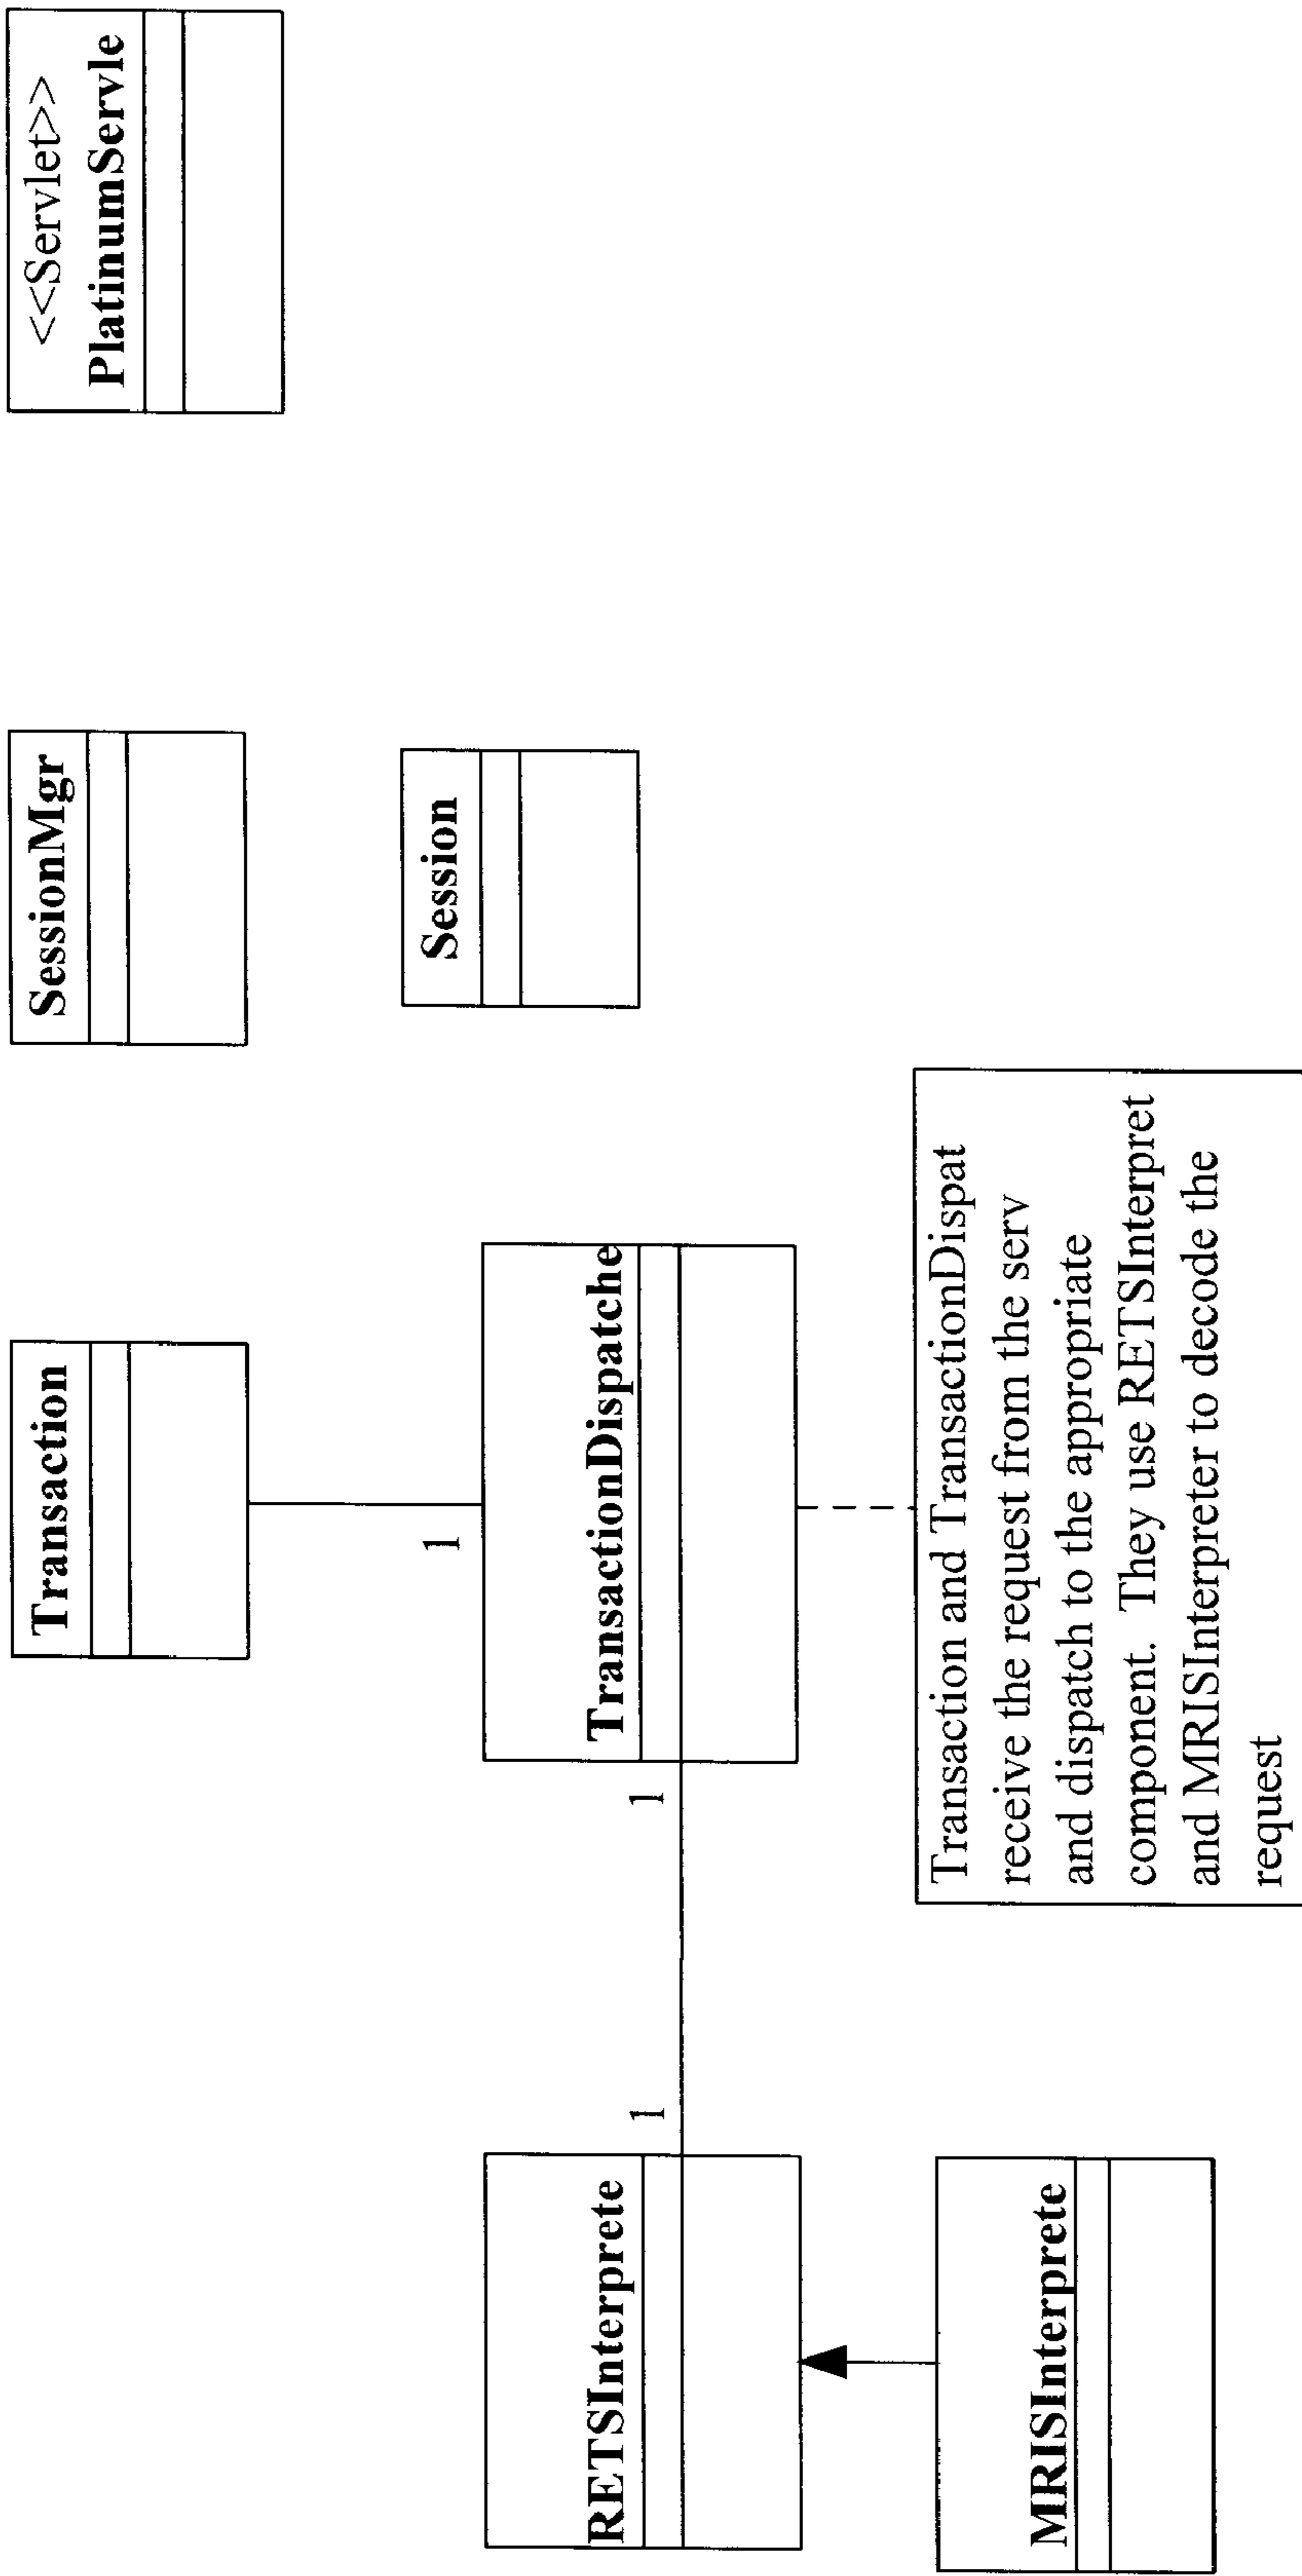 Transaction
SessionMgr
<<Servlet>>
PlatinumServle
Session
1
RETSInterprete
1
1
TransactionDispatche
MRISInterprete
Transaction and TransactionDispat
receive the request from the serv
and dispatch to the appropriate
component. They use RETSInterpret
and MRISInterpreter to decode the
request